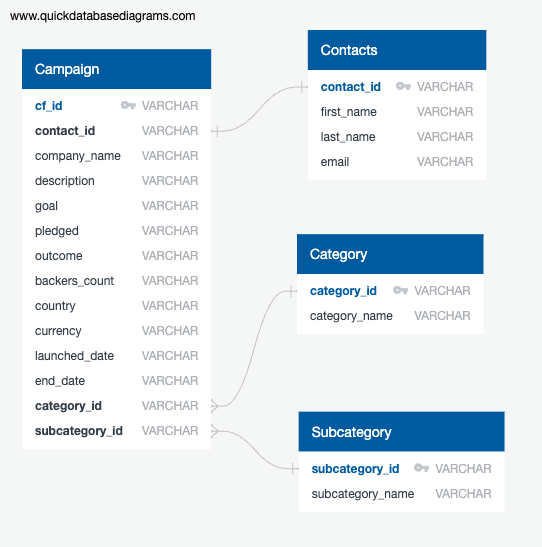 www.quickdatabasediagrams.com
Campaign
cf_id VARCHAR
contact_id VARCHAR
company_name VARCHAR
description VARCHAR
goal VARCHAR
pledged VARCHAR
outcome VARCHAR
backers_count VARCHAR
country VARCHAR
currency VARCHAR
launched_date VARCHAR
end_date VARCHAR
category_id VARCHAR
subcategory_id VARCHAR
Contacts
contact_id VARCHAR
first_name VARCHAR
last_name VARCHAR
email VARCHAR
Category
category_id VARCHAR
category_name VARCHAR
Subcategory
subcategory_id VARCHAR
subcategory_name VARCHAR